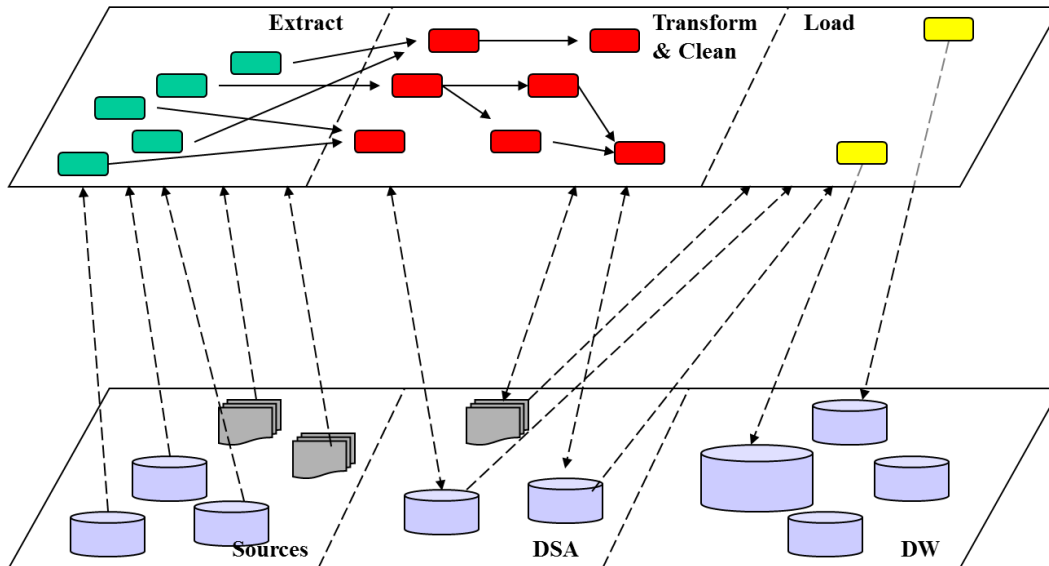 Extract
Transform
& Clean
Load
Sources
DSA
DW